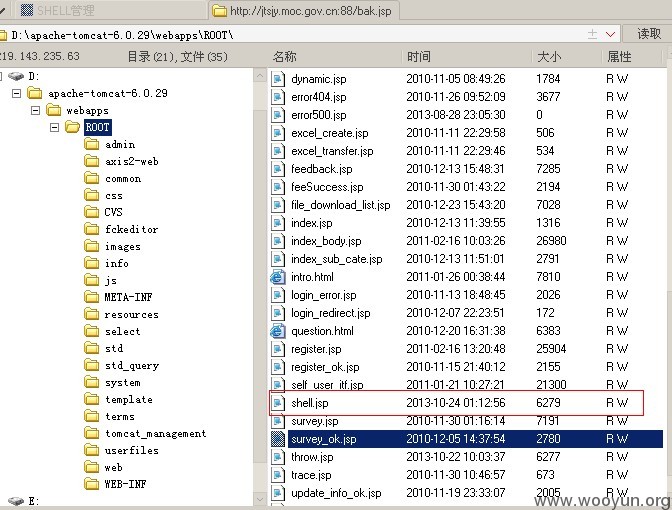 SHELL管理
http://jtsjy.moc.gov.cn:88/bak.jsp
D:\apache-tomcat-6.0.29\webapps\ROOT\
读取
219.143.235.63
目录(21),文件(35)
名称 时间 大小 属性
D:
apache-tomcat-6.0.29
webapps
ROOT
admin
axis2-web
common
css
CVS
fckeditor
images
info
js
META-INF
resources
select
std
std_query
system
template
terms
tomcat_management
userfiles
web
WEB-INF
E:
dynamic.jsp 2010-11-05 08:49:26 1784 R W
error404.jsp 2010-11-26 09:52:09 3677 R W
error500.jsp 2013-08-28 23:05:30 0 R W
excel_create.jsp 2010-11-11 22:29:58 506 R W
excel_transfer.jsp 2010-11-11 22:29:46 534 R W
feedback.jsp 2010-12-13 15:48:31 7285 R W
feeSuccess.jsp 2010-11-30 01:43:22 2194 R W
file_download_list.jsp 2010-12-23 15:43:20 7028 R W
index.jsp 2010-12-13 11:39:55 1316 R W
index_body.jsp 2011-02-16 10:03:26 26980 R W
index_sub_cate.jsp 2010-12-13 11:51:01 2791 R W
intro.html 2011-01-26 00:38:44 7810 R W
login_error.jsp 2010-11-13 18:48:45 2026 R W
login_redirect.jsp 2010-12-07 22:23:51 172 R W
question.html 2010-12-20 16:31:38 6383 R W
register.jsp 2011-02-16 13:20:48 25904 R W
register_ok.jsp 2010-11-15 21:40:12 2155 R W
self_user_itf.jsp 2011-01-21 10:27:21 21300 R W
shell.jsp 2013-10-24 01:12:56 6279 R W
survey.jsp 2010-11-30 01:16:14 7191 R W
survey_ok.jsp 2010-12-05 14:37:54 2780 R W
throw.jsp 2013-10-22 10:03:37 6277 R W
trace.jsp 2010-11-30 10:46:57 673 R W
update_info_ok.jsp 2010-11-19 23:33:07 2005 R W
www.wooyun.org